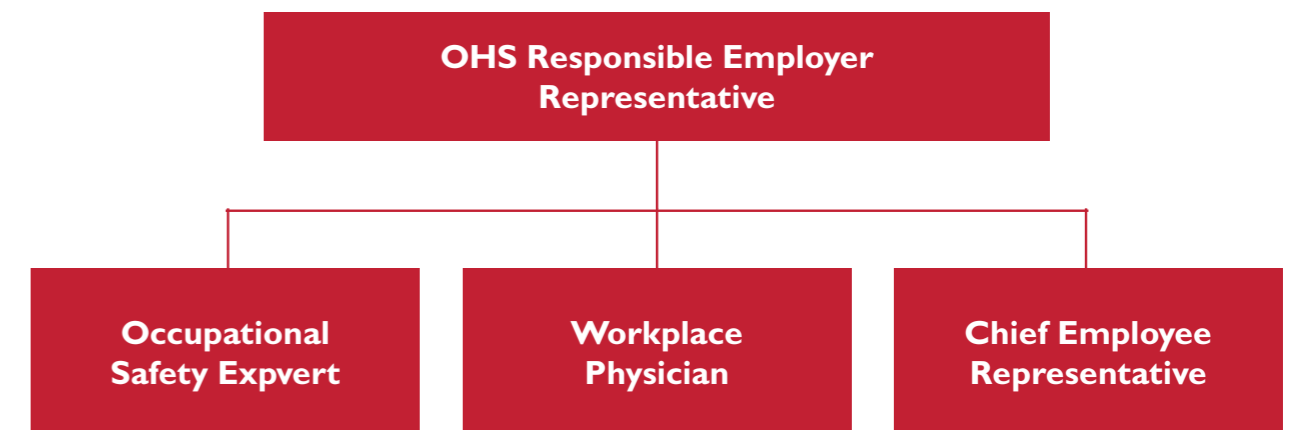 OHS Responsible Employer
Representative
Occupational
Safety Expvert
Workplace
Physician
Chief Employee
Representative